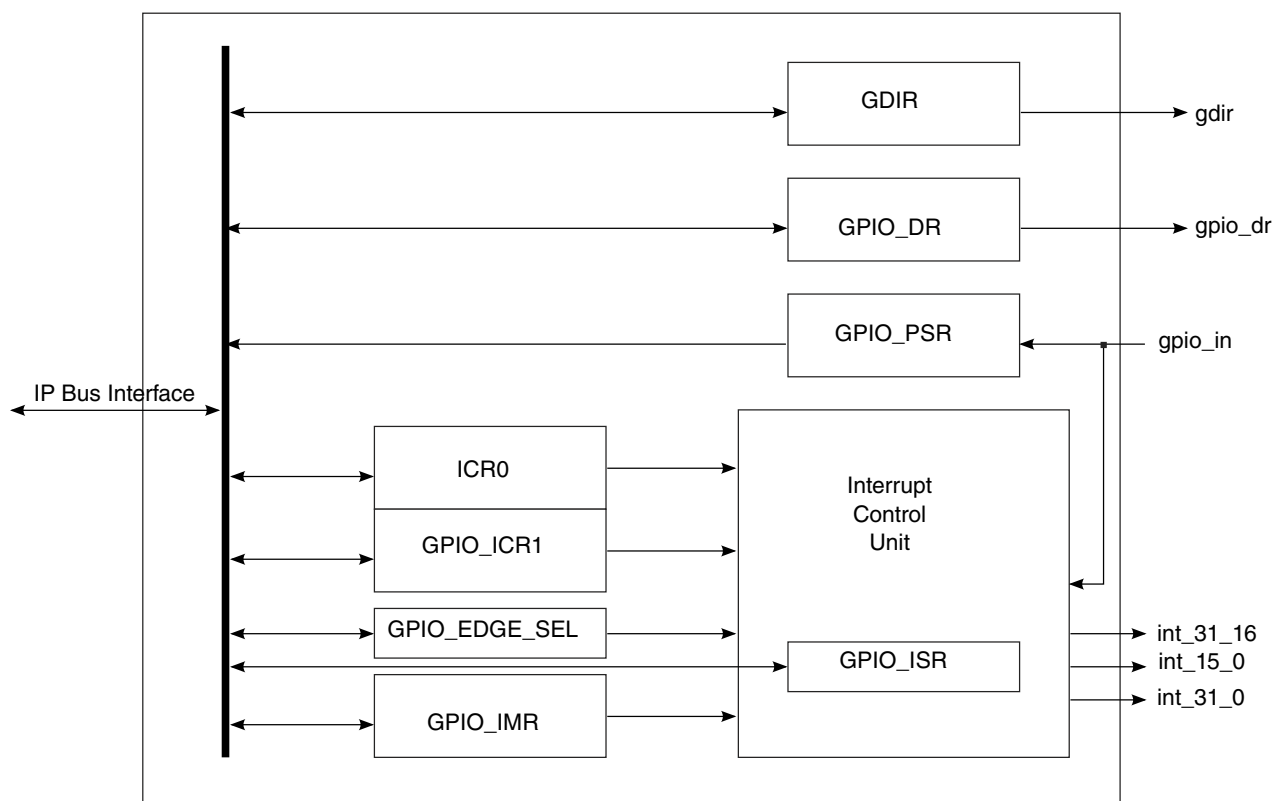 GDIR
gdir
GPIO_DR
gpio_dr
GPIO_PSR
gpio_in
IP Bus Interface
ICR0
Interrupt
Control
Unit
GPIO_ICR1
GPIO_EDGE_SEL
int_31_16
GPIO_ISR
int_15_0
int_31_0
GPIO_IMR